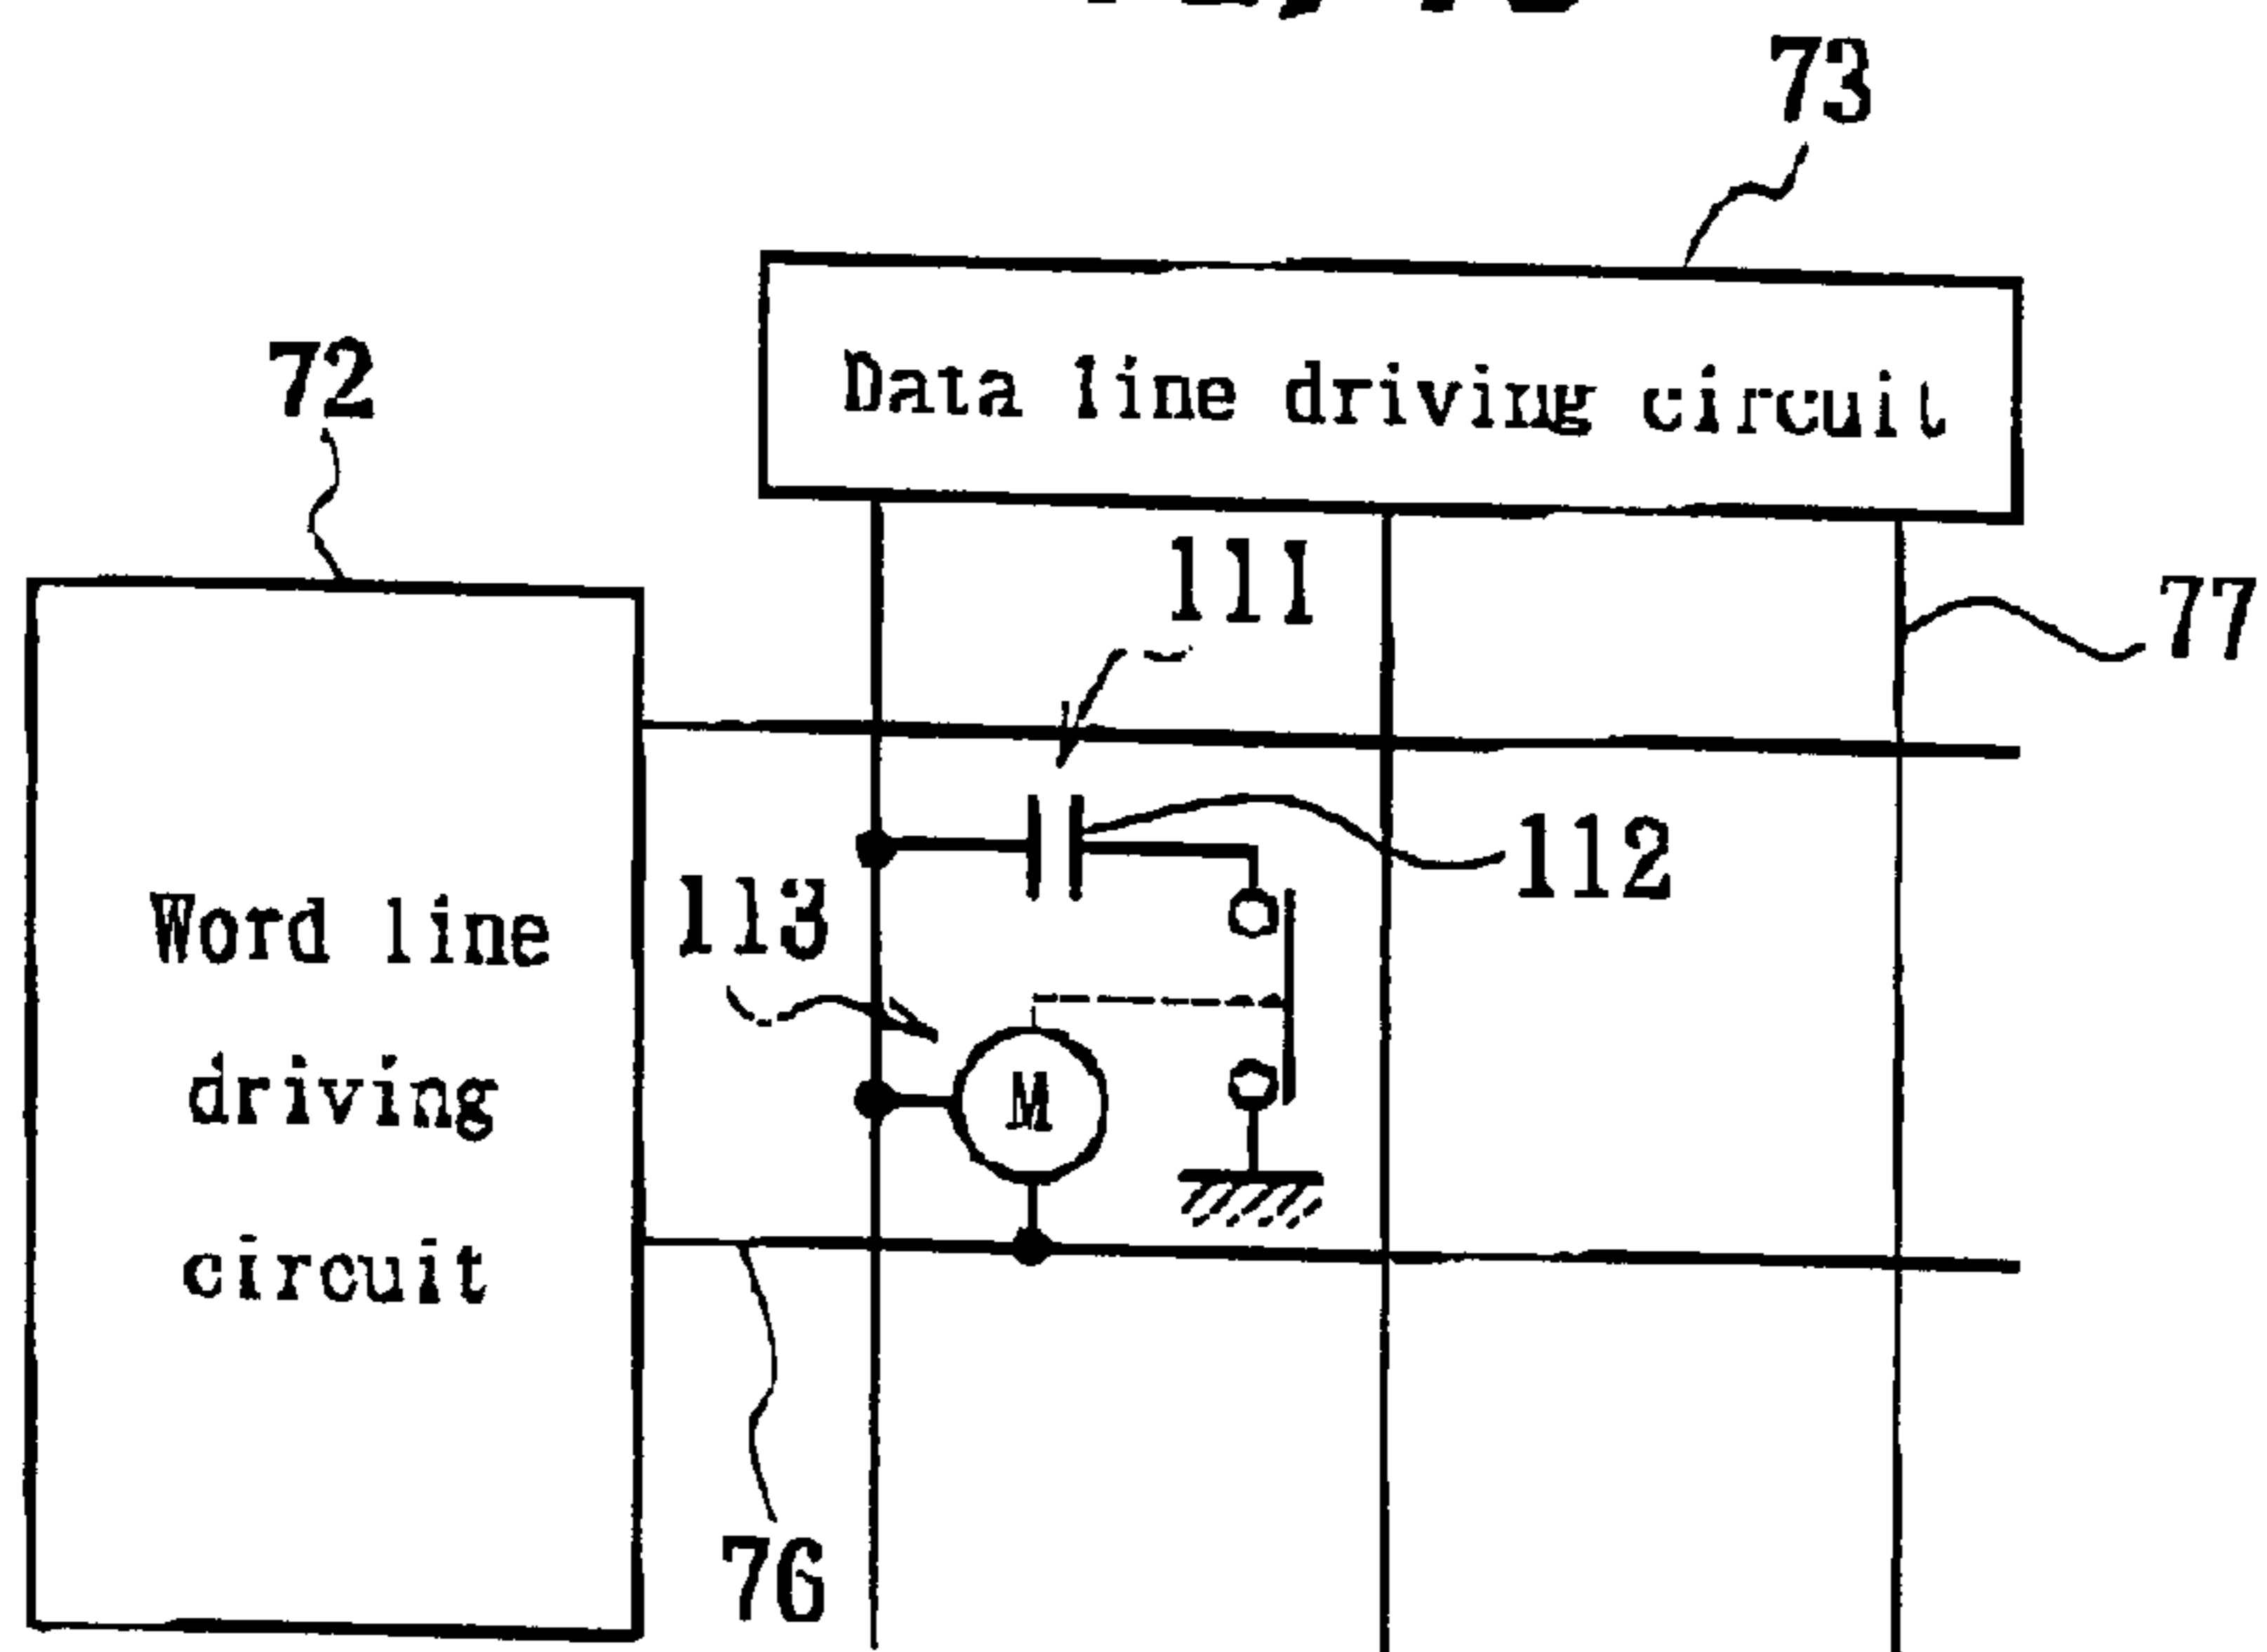 73
72
Data line driving circuit
111
77
112
113
Word line
driving
circuit
M
76